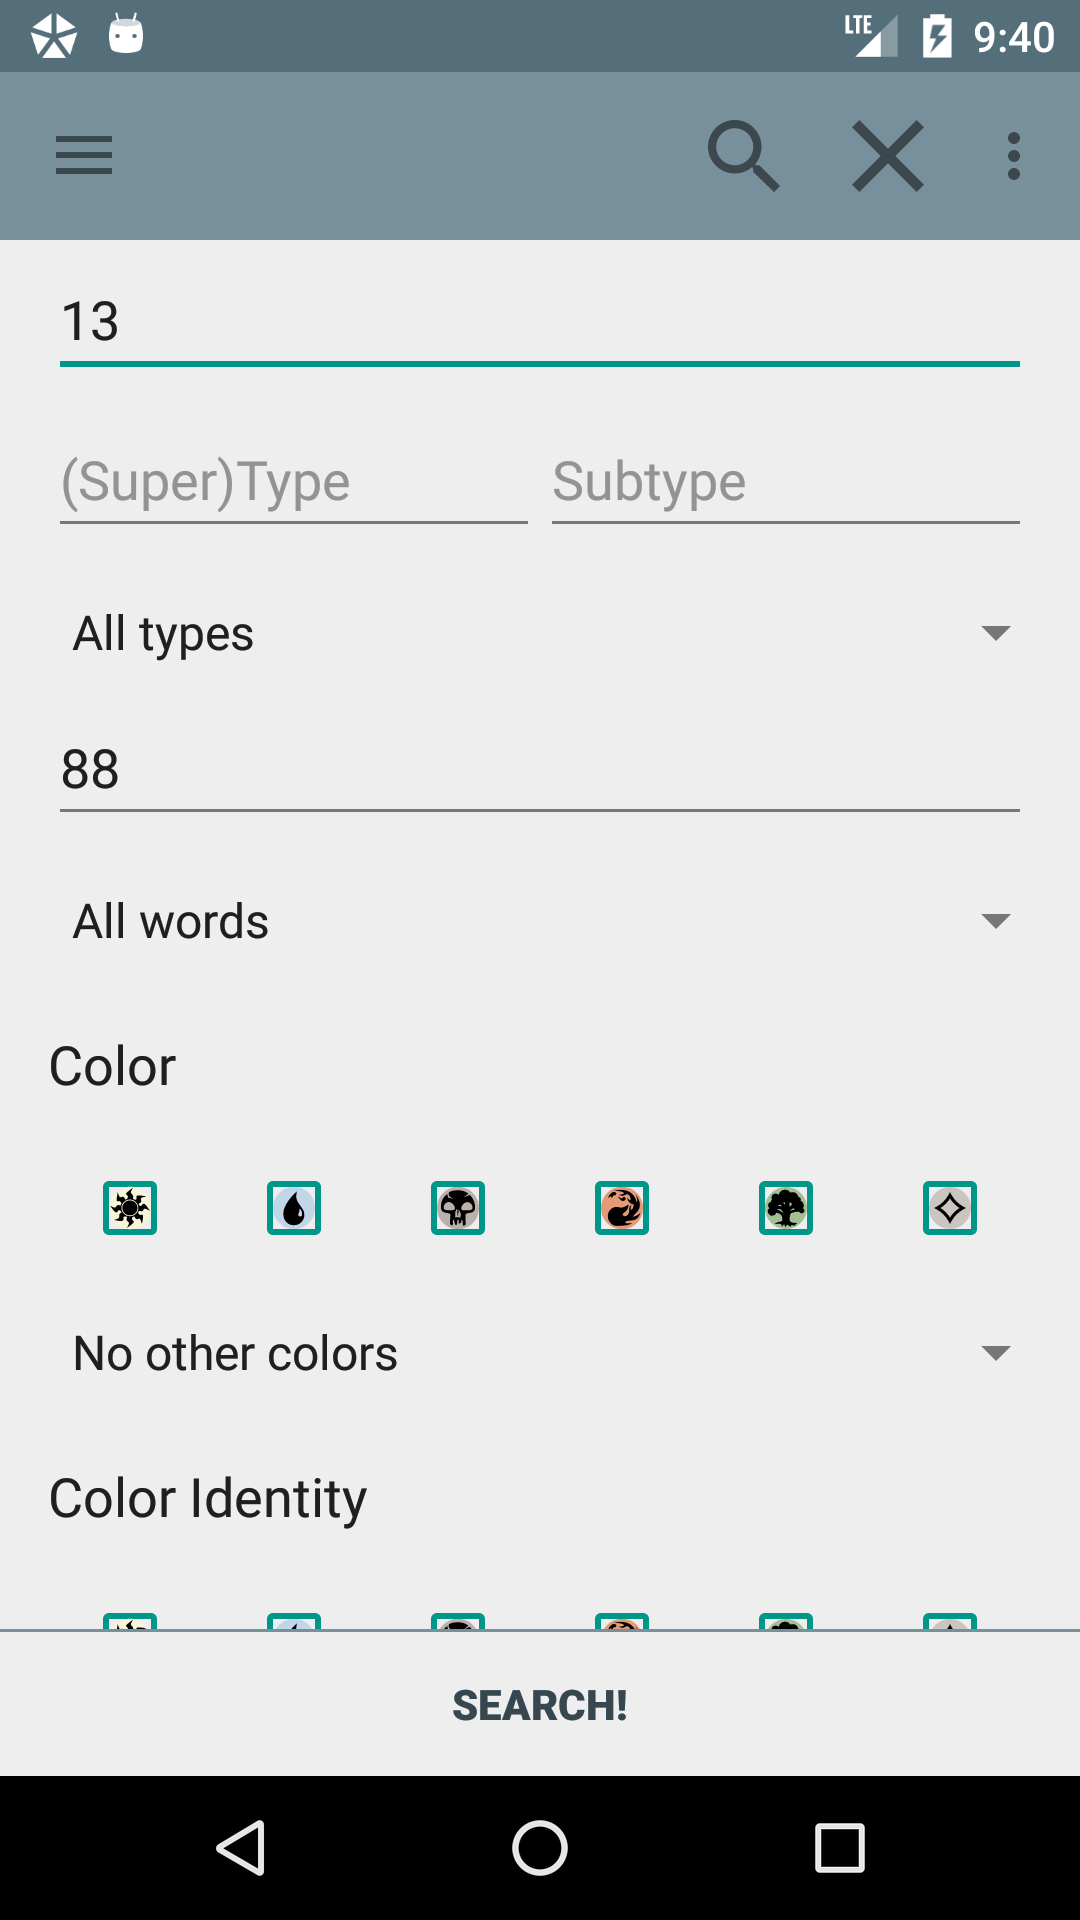 LTE 9:40
13
(Super)Type Subtype
All types
88
All words
Color
No other colors
Color Identity
SEARCH!